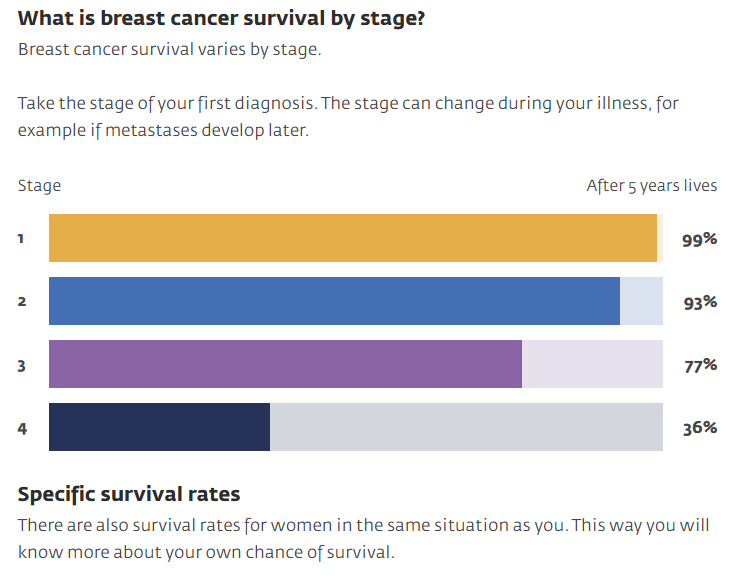 What is breast cancer survival by stage?
Breast cancer survival varies by stage.
Take the stage of your first diagnosis. The stage can change during your illness, for
example if metastases develop later.
Stage After 5 years lives
1 99%
2 93%
3 77%
4 36%
Specific survival rates
There are also survival rates for women in the same situation as you. This way you will
know more about your own chance of survival.